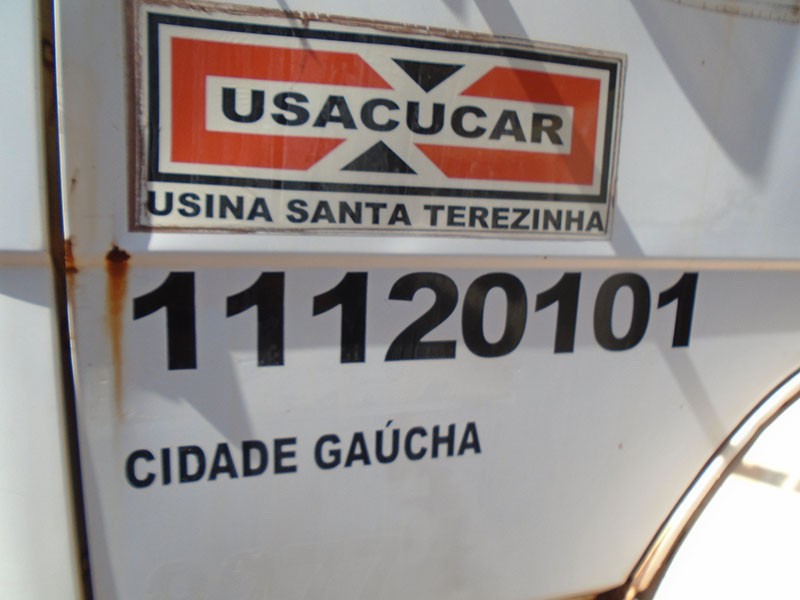 USACUCAR
USINA SANTA TEREZINHA
11120101
CIDADE GAÚCHA